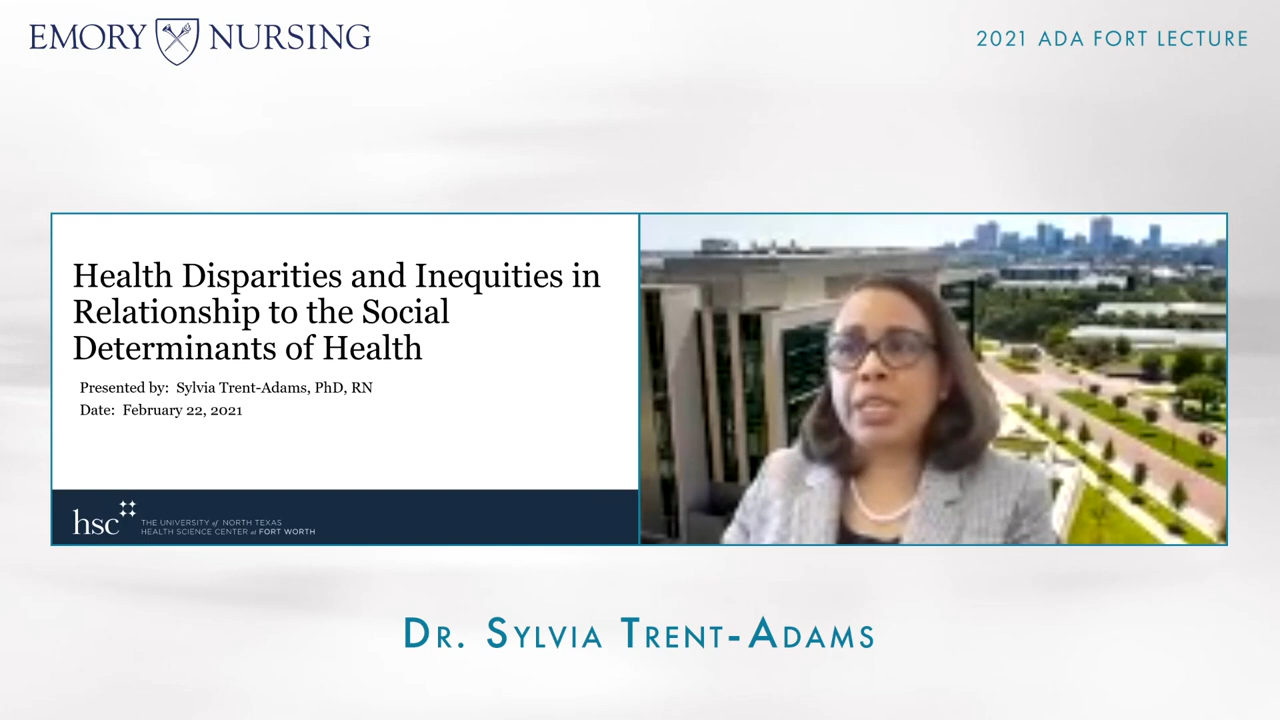 EMORY NURSING
2021 ADA FORT LECTURE
Health Disparities and Inequities in
Relationship to the Social
Determinants of Health
Presented by: Sylvia Trent-Adams, PhD, RN
Date: February 22, 2021
hsc
THE UNIVERSITY of NORTH TEXAS
HEALTH SCIENCE CENTER at FORT WORTH
DR. SYLVIA TRENT-ADAMS